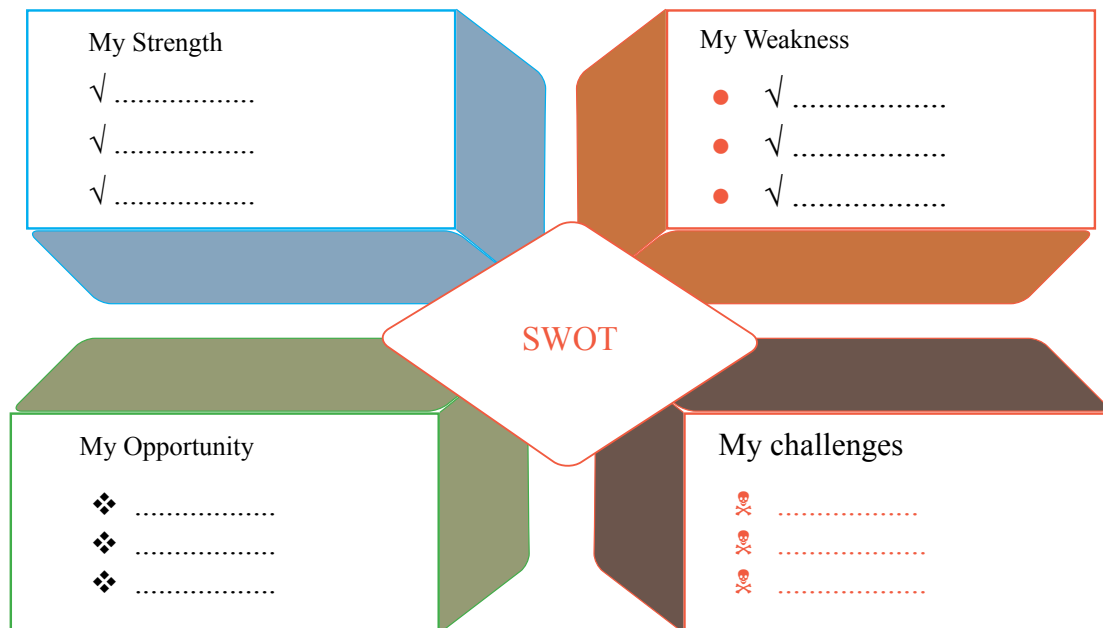 My Strength
√ ..................
√ ..................
√ ..................
My Weakness
● √ ..................
● √ ..................
● √ ..................
SWOT
My Opportunity
❖ ..................
❖ ..................
❖ ..................
My challenges
☠ ..................
☠ ...................
☠ ...................